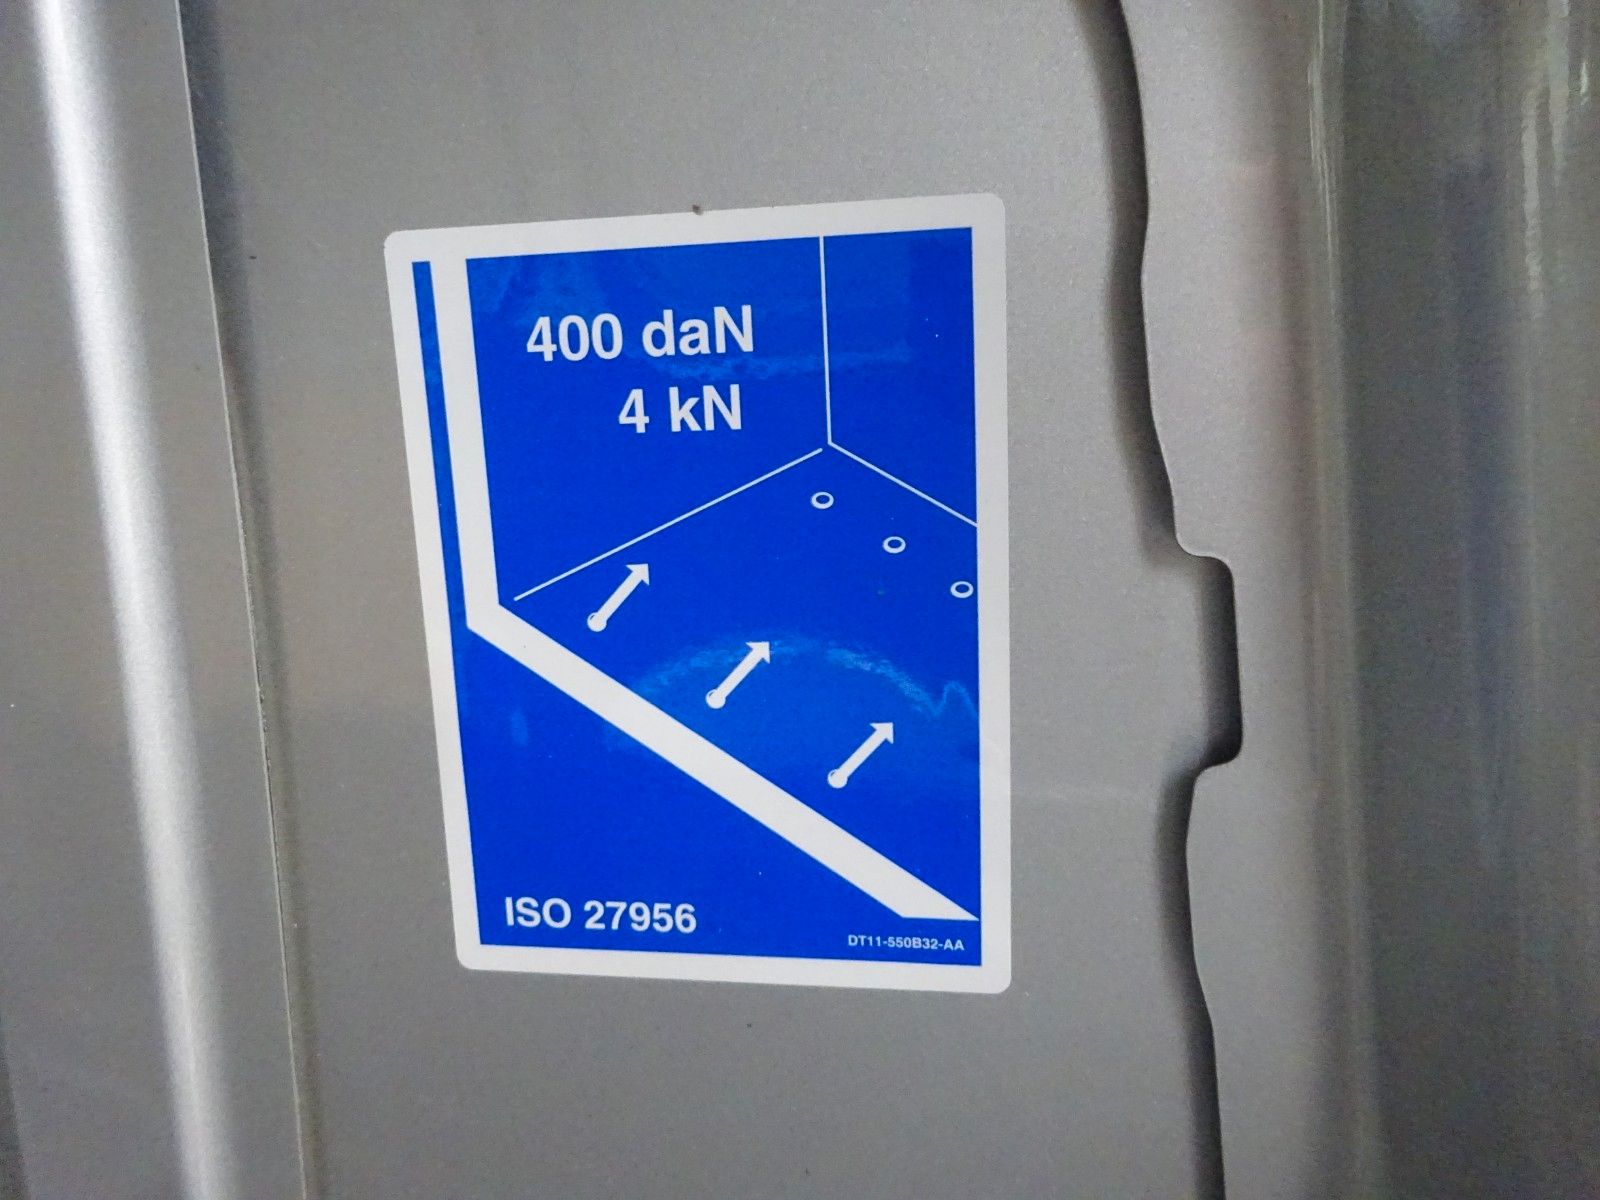 400 daN
4 kN
ISO 27956
DT11-550B32-AA